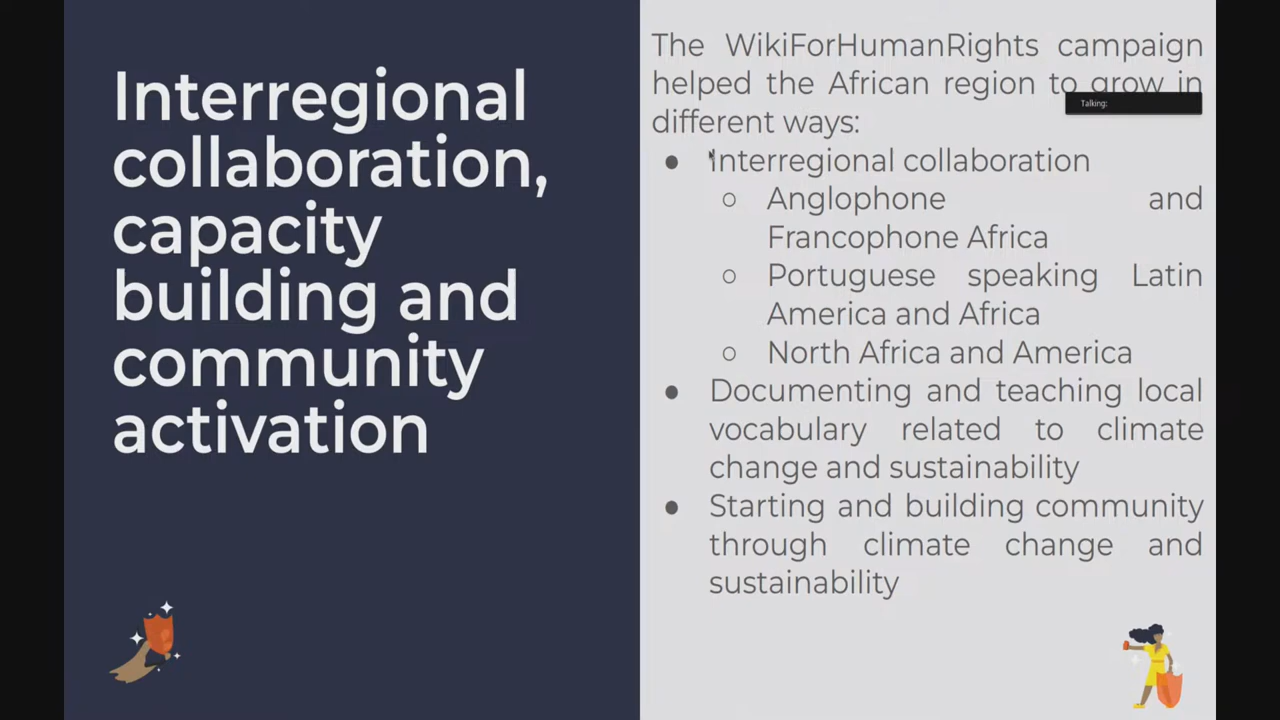 Interregional
collaboration,
capacity
building and
community
activation
The WikiForHumanRights campaign
helped the African region to grow in
different ways:
● Interregional collaboration
○ Anglophone and
Francophone Africa
○ Portuguese speaking Latin
America and Africa
○ North Africa and America
● Documenting and teaching local
vocabulary related to climate
change and sustainability
● Starting and building community
through climate change and
sustainability
Talking: